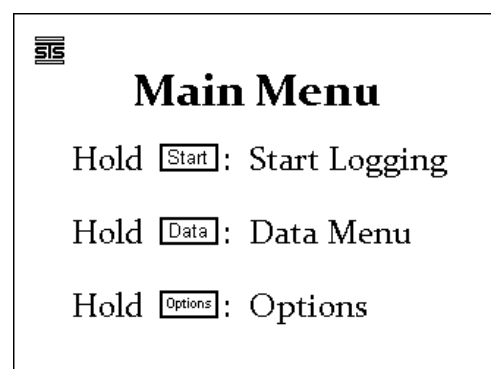 STS
Main Menu
Hold Start: Start Logging
Hold Data: Data Menu
Hold Options: Options